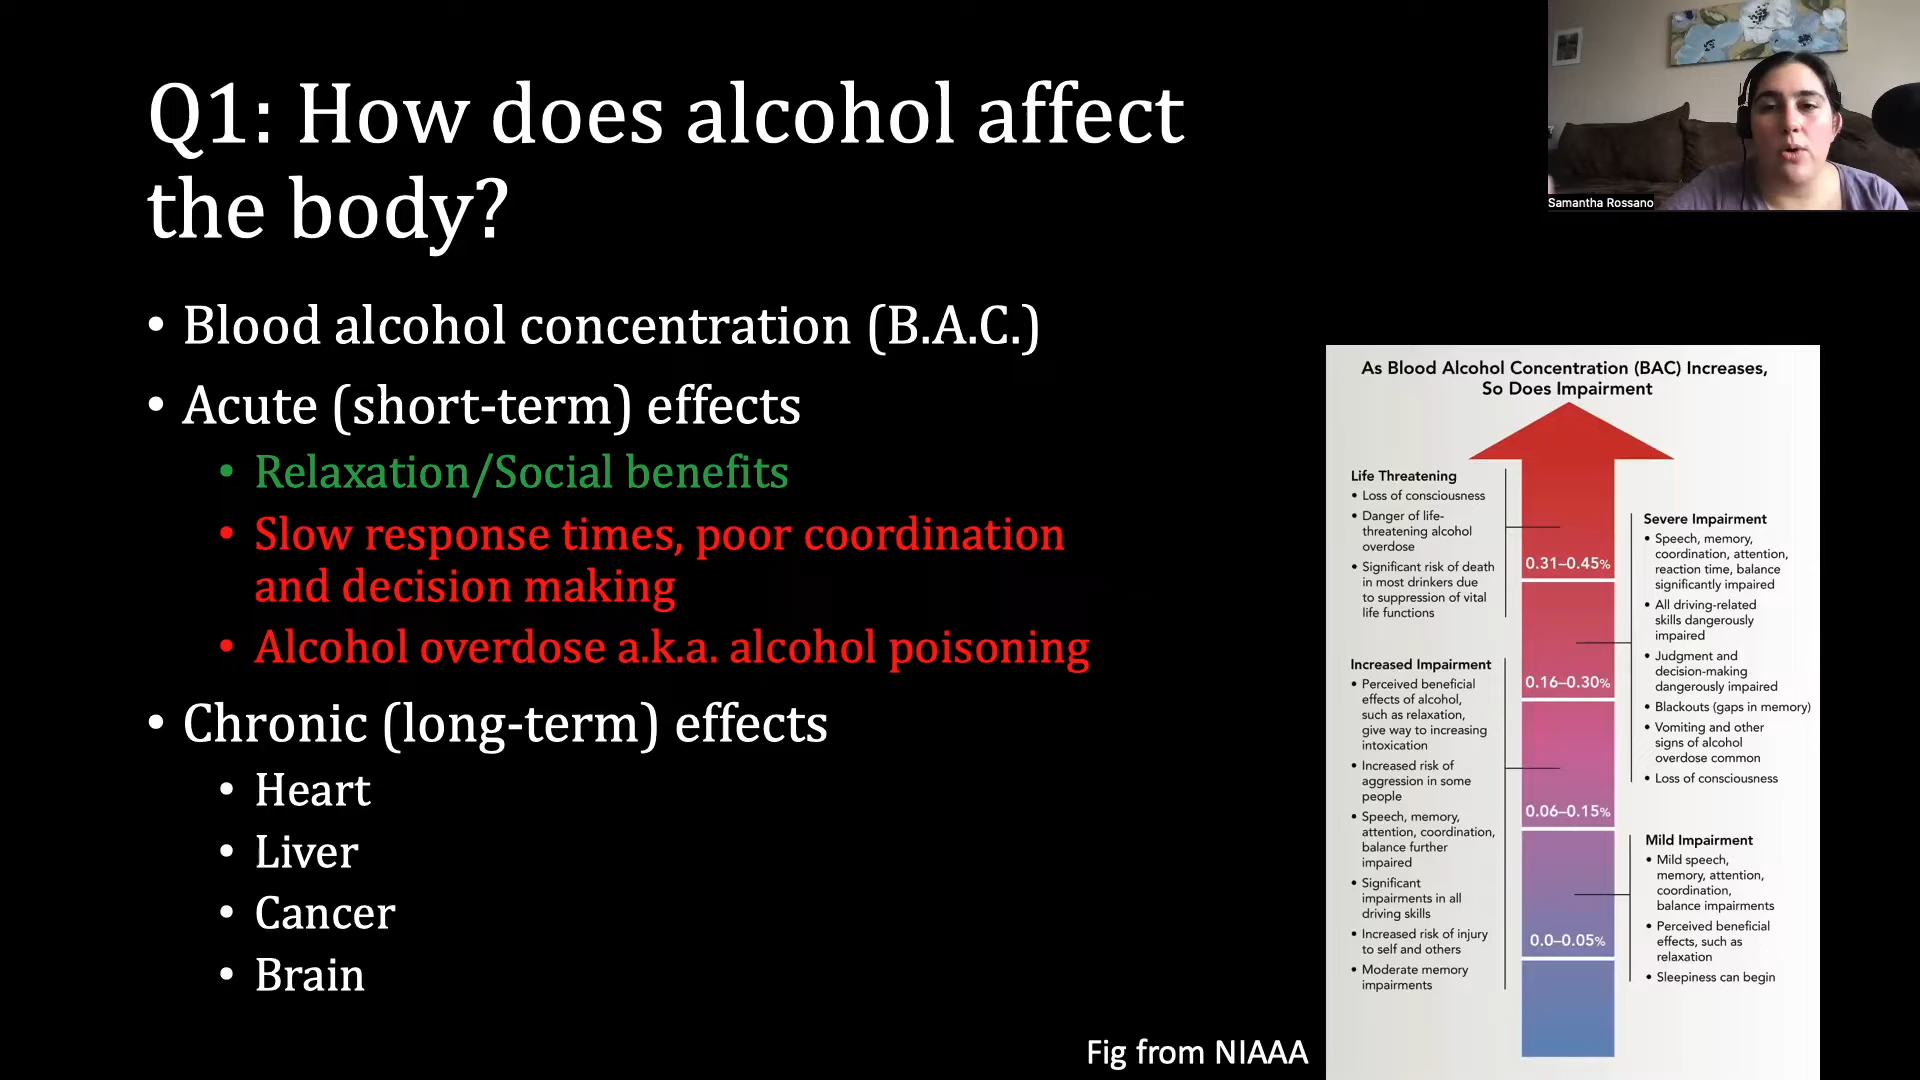 Q1: How does alcohol affect
the body?
• Blood alcohol concentration (B.A.C.)
• Acute (short-term) effects
• Relaxation/Social benefits
• Slow response times, poor coordination
and decision making
• Alcohol overdose a.k.a. alcohol poisoning
• Chronic (long-term) effects
• Heart
• Liver
• Cancer
• Brain
Fig from NIAAA
Samantha Rossano
As Blood Alcohol Concentration (BAC) Increases,
So Does Impairment
Life Threatening
• Loss of consciousness
• Danger of life-
threatening alcohol
overdose
• Significant risk of death
in most drinkers due
to suppression of vital
life functions
0.31–0.45%
Severe Impairment
• Speech, memory,
coordination, attention,
reaction time, balance
significantly impaired
• All driving-related
skills dangerously
impaired
• Judgment and
decision-making
dangerously impaired
• Blackouts (gaps in memory)
• Vomiting and other
signs of alcohol
overdose common
• Loss of consciousness
0.16–0.30%
Increased Impairment
• Perceived beneficial
effects of alcohol,
such as relaxation,
give way to increasing
intoxication
• Increased risk of
aggression in some
people
• Speech, memory,
attention, coordination,
balance further
impaired
• Significant
impairments in all
driving skills
• Increased risk of injury
to self and others
• Moderate memory
impairments
0.06–0.15%
Mild Impairment
• Mild speech,
memory, attention,
coordination,
balance impairments
• Perceived beneficial
effects, such as
relaxation
• Sleepiness can begin
0.0–0.05%